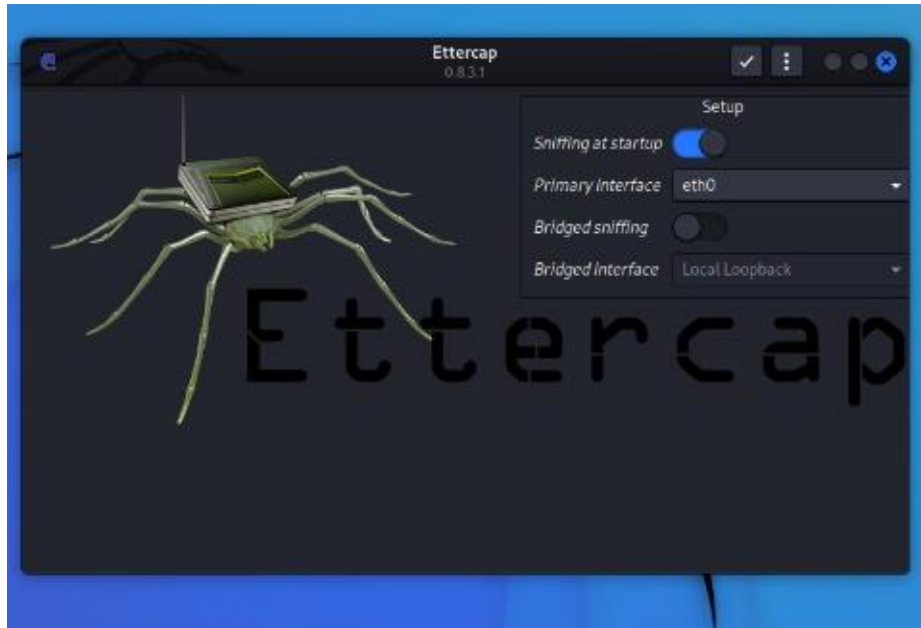 Ettercap
0.8.3.1
Setup
Sniffing at startup
Primary Interface eth0
Bridged sniffing
Bridged Interface Local Loopback
Ettercap